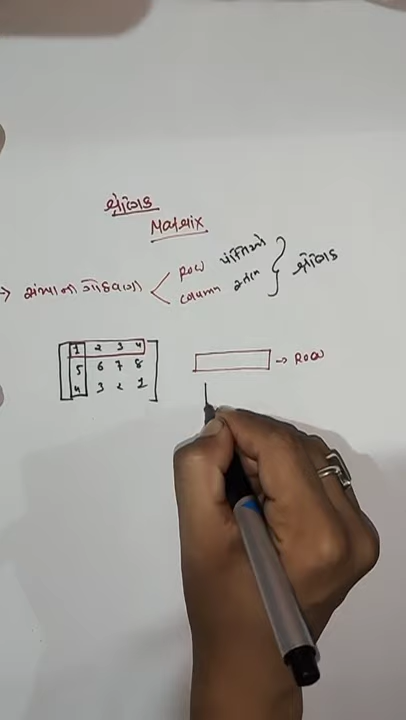 શ્રેણિક
Matrix
→ સંખ્યાના ગોઠવણ
Row પંક્તિઓ
column સ્તંભ
શ્રેણિક
1 2 3 4
5 6 7 8
4 3 2 1
→ ROW